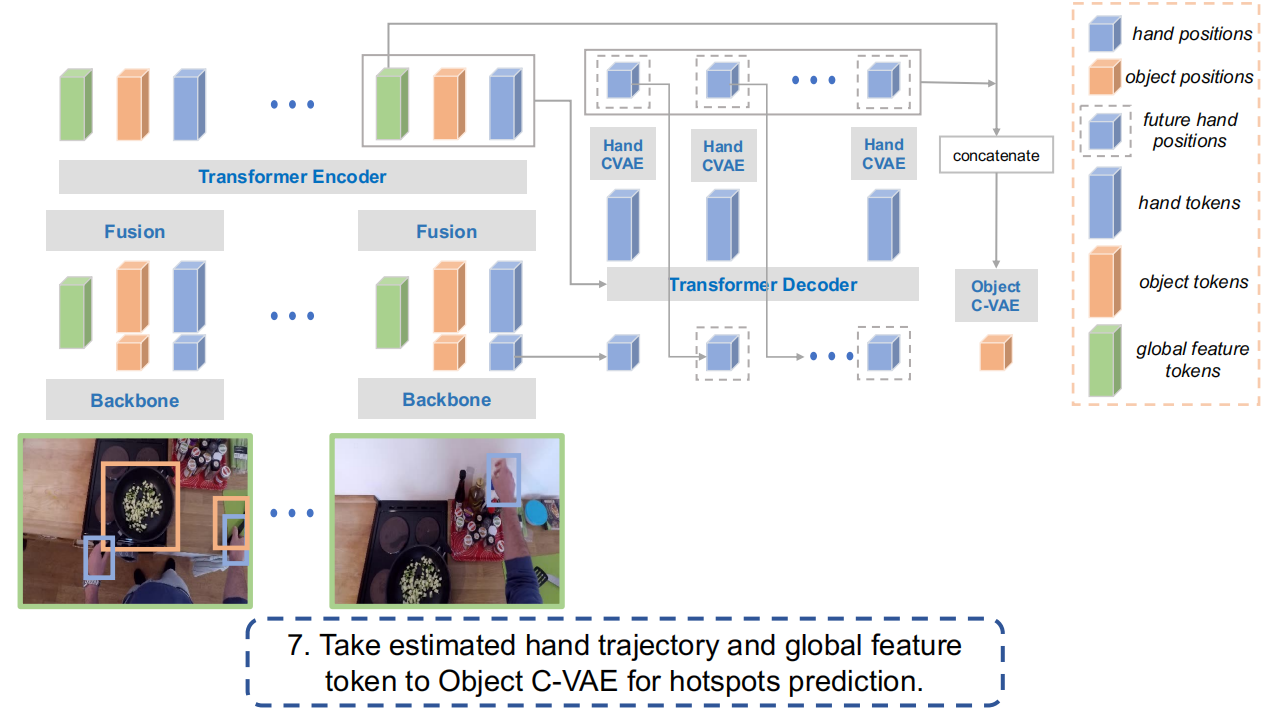 hand positions
object positions
future hand
positions
hand tokens
object tokens
global feature
tokens
Transformer Encoder
Fusion
Fusion
Backbone
Backbone
Hand
CVAE
Hand
CVAE
Hand
CVAE
Transformer Decoder
concatenate
Object
C-VAE
7. Take estimated hand trajectory and global feature
token to Object C-VAE for hotspots prediction.